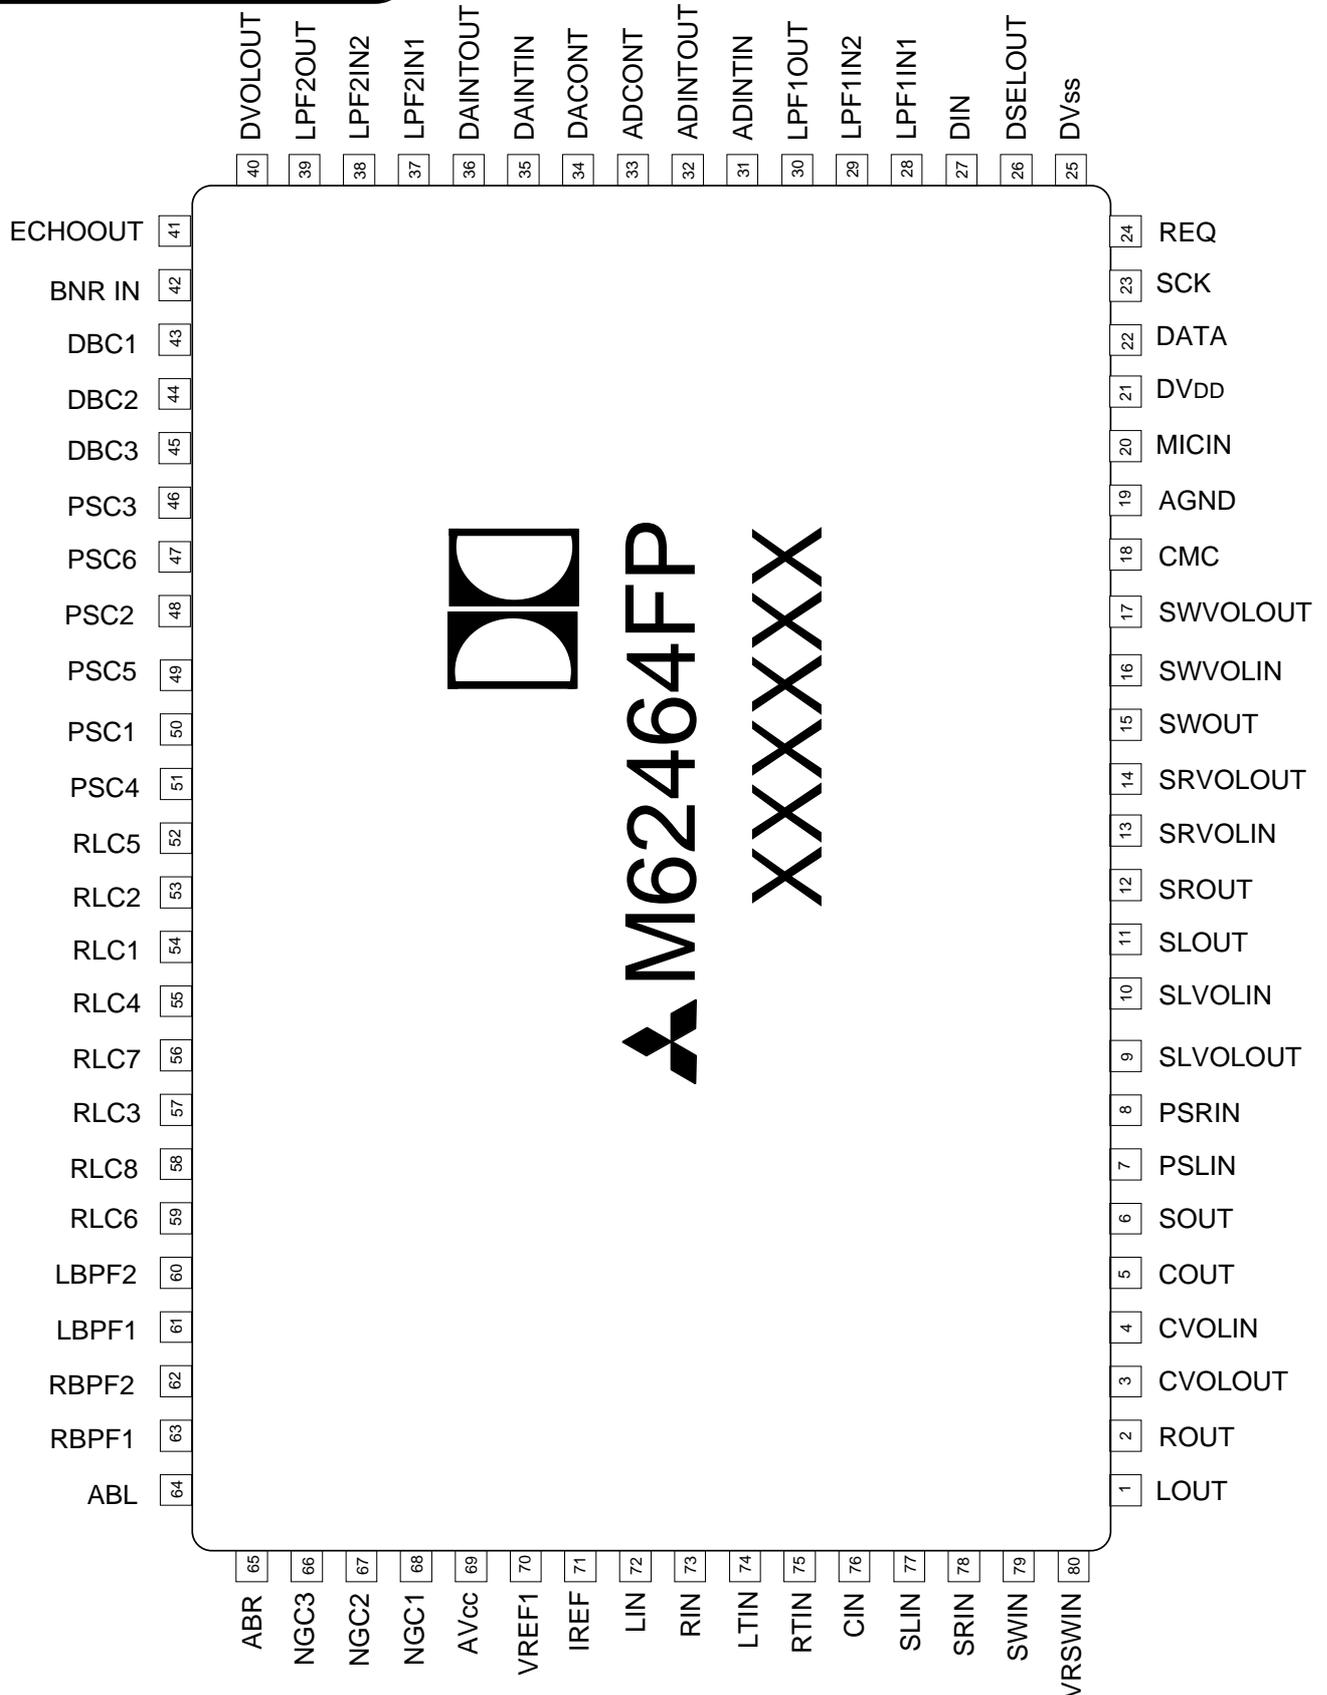 DVOLOUT
LPF2OUT
LPF2IN2
LPF2IN1
DAINTOUT
DAINTIN
DACONT
ADCONT
ADINTOUT
ADINTIN
LPF1OUT
LPF1IN2
LPF1IN1
DIN
DSELOUT
DVss
40
39
38
37
36
35
34
33
32
31
30
29
28
27
26
25
ECHOOUT 41
BNR IN 42
DBC1 43
DBC2 44
DBC3 45
PSC3 46
PSC6 47
PSC2 48
PSC5 49
PSC1 50
PSC4 51
RLC5 52
RLC2 53
RLC1 54
RLC4 55
RLC7 56
RLC3 57
RLC8 58
RLC6 59
LBPF2 60
LBPF1 61
RBPF2 62
RBPF1 63
ABL 64
M62464FP
XXXXXX
24 REQ
23 SCK
22 DATA
21 DVDD
20 MICIN
19 AGND
18 CMC
17 SWVOLOUT
16 SWVOLIN
15 SWOUT
14 SRVOLOUT
13 SRVOLIN
12 SROUT
11 SLOUT
10 SLVOLIN
9 SLVOLOUT
8 PSRIN
7 PSLIN
6 SOUT
5 COUT
4 CVOLIN
3 CVOLOUT
2 ROUT
1 LOUT
65
66
67
68
69
70
71
72
73
74
75
76
77
78
79
80
ABR
NGC3
NGC2
NGC1
AVcc
VREF1
IREF
LIN
RIN
LTIN
RTIN
CIN
SLIN
SRIN
SWIN
VRSWIN